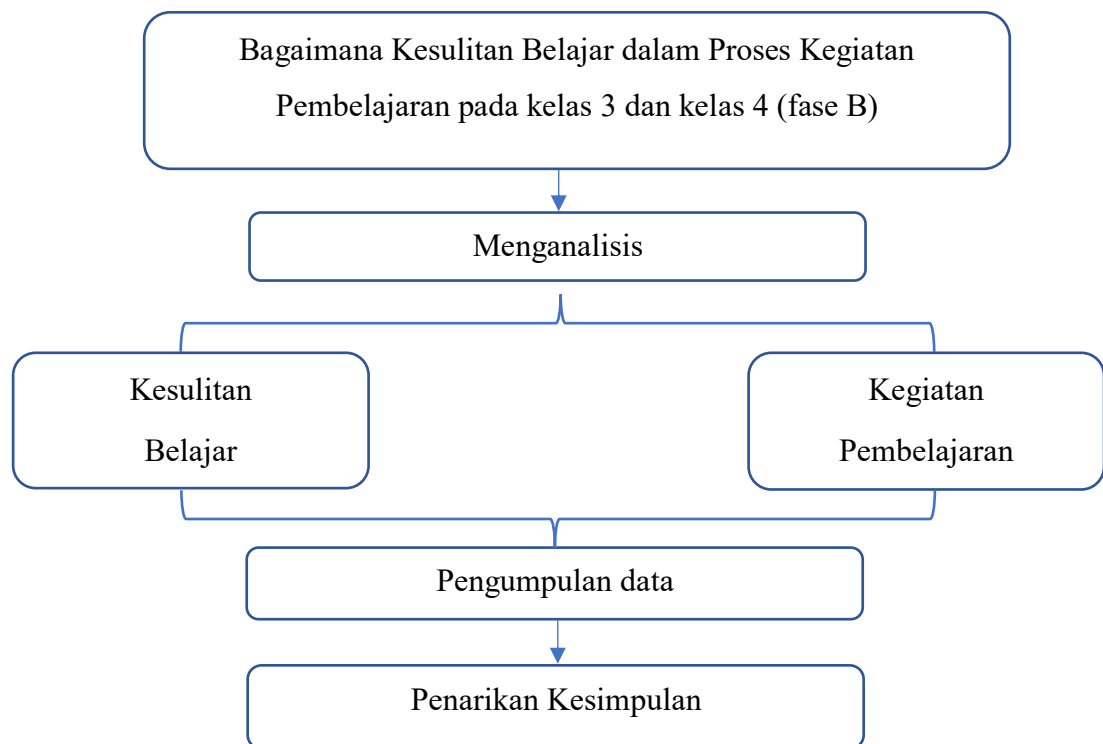 Bagaimana Kesulitan Belajar dalam Proses Kegiatan
Pembelajaran pada kelas 3 dan kelas 4 (fase B)
Menganalisis
Kesulitan
Belajar
Kegiatan
Pembelajaran
Pengumpulan data
Penarikan Kesimpulan